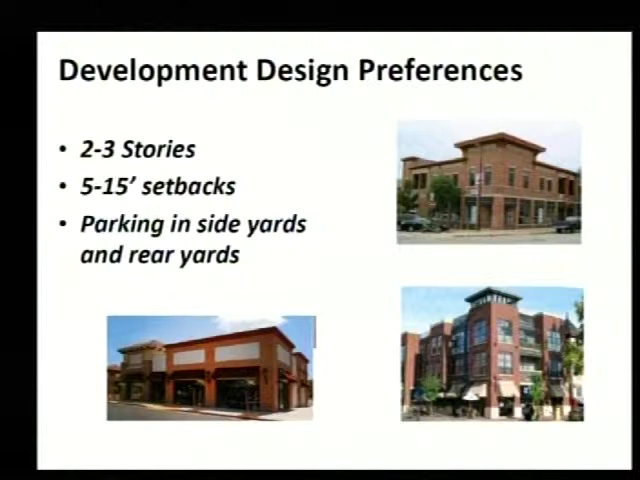 Development Design Preferences
• 2-3 Stories
• 5-15' setbacks
• Parking in side yards
and rear yards